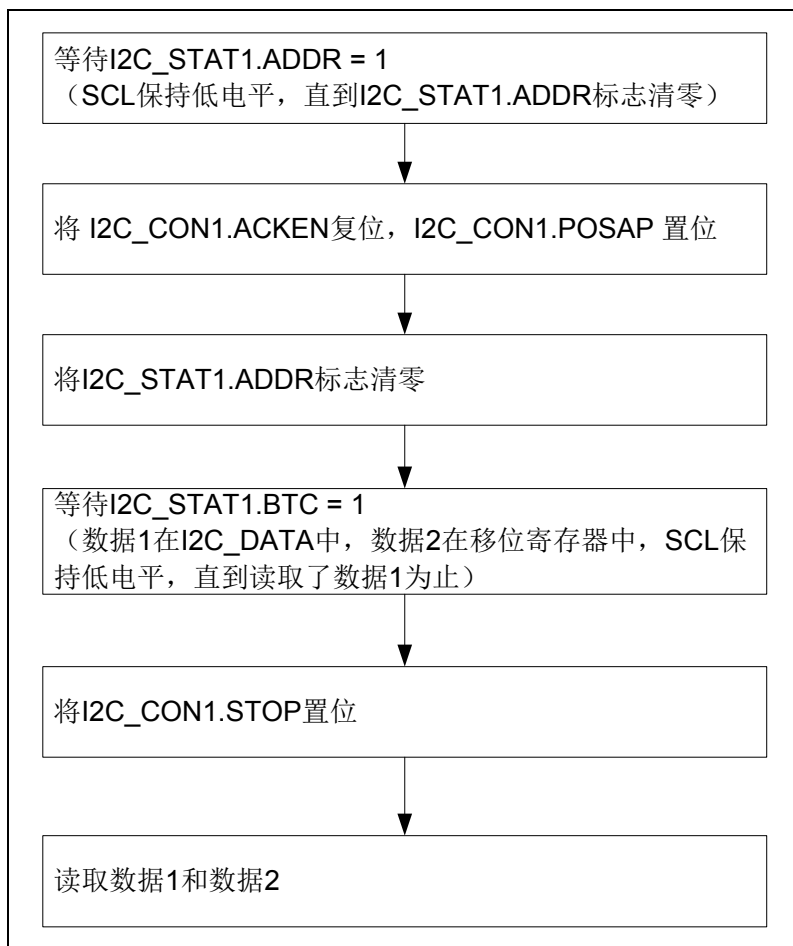 等待I2C_STAT1.ADDR = 1
（SCL保持低电平，直到I2C_STAT1.ADDR标志清零）
将 I2C_CON1.ACKEN复位，I2C_CON1.POSAP 置位
将I2C_STAT1.ADDR标志清零
等待I2C_STAT1.BTC = 1
（数据1在I2C_DATA中，数据2在移位寄存器中，SCL保
持低电平，直到读取了数据1为止）
将I2C_CON1.STOP置位
读取数据1和数据2